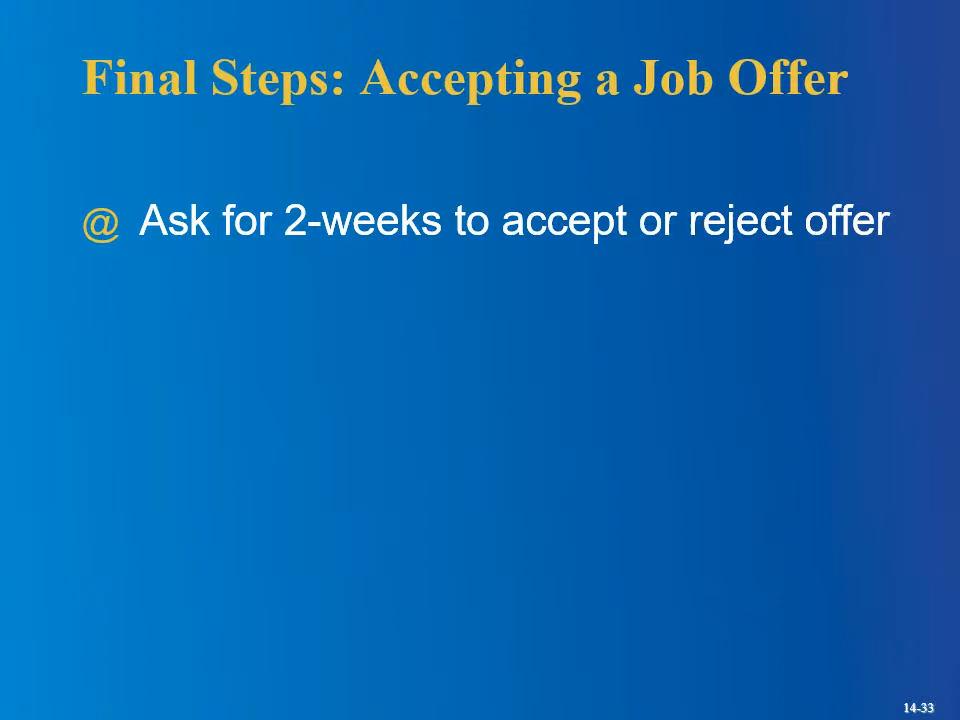 Final Steps: Accepting a Job Offer
@ Ask for 2-weeks to accept or reject offer
14-33